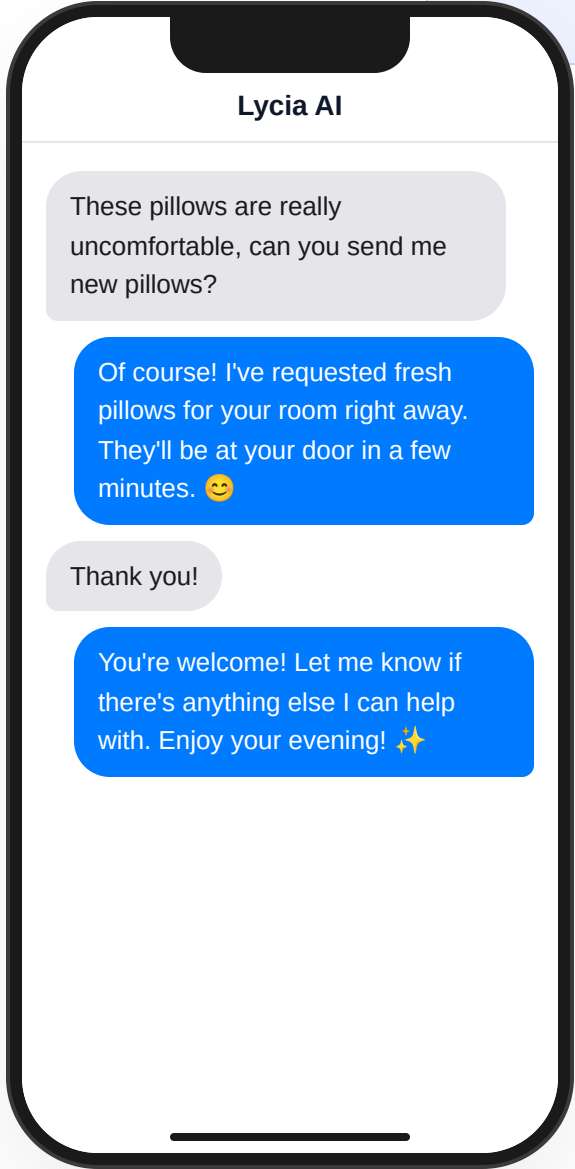 Lycia AI
These pillows are really
uncomfortable, can you send me
new pillows?
Of course! I've requested fresh
pillows for your room right away.
They'll be at your door in a few
minutes. 😊
Thank you!
You're welcome! Let me know if
there's anything else I can help
with. Enjoy your evening! ✨